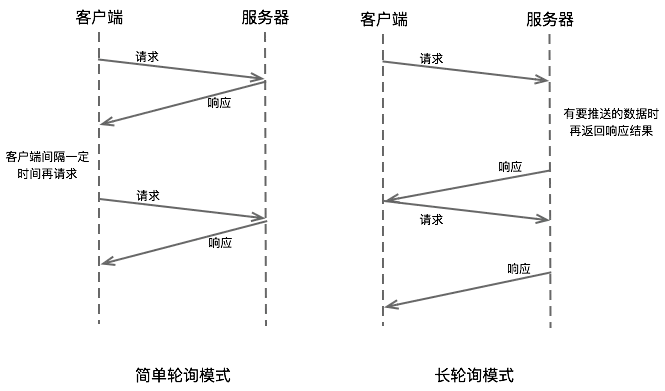 客户端
服务器
请求
响应
客户端间隔一定
时间再请求
请求
响应
简单轮询模式
客户端
服务器
请求
有要推送的数据时
再返回响应结果
响应
请求
响应
长轮询模式